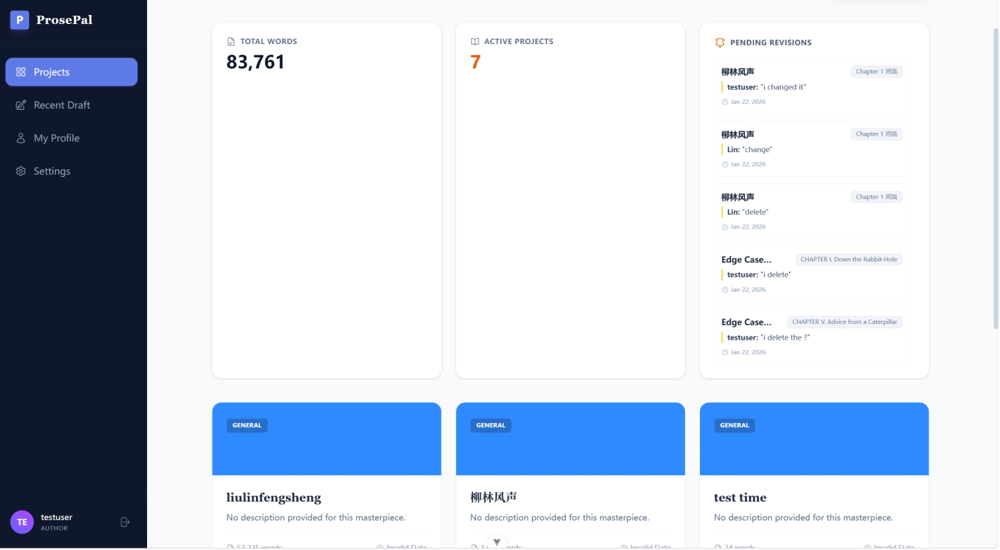 P ProsePal
Projects
Recent Draft
My Profile
Settings
TE
testuser
AUTHOR
TOTAL WORDS
83,761
ACTIVE PROJECTS
7
PENDING REVISIONS
柳林风声 Chapter 1 河流
testuser: "i changed it"
Jan 22, 2026
柳林风声 Chapter 1 河流
Lin: "change"
Jan 22, 2026
柳林风声 Chapter 1 河流
Lin: "delete"
Jan 22, 2026
Edge Case... CHAPTER I. Down the Rabbit-Hole
testuser: "i delete"
Jan 22, 2026
Edge Case... CHAPTER V. Advice from a Caterpillar
testuser: "i delete the ?"
Jan 22, 2026
GENERAL
liulinfengsheng
No description provided for this masterpiece.
53,225 words Invalid Date
GENERAL
柳林风声
No description provided for this masterpiece.
Invalid Date
GENERAL
test time
No description provided for this masterpiece.
74 words Invalid Date